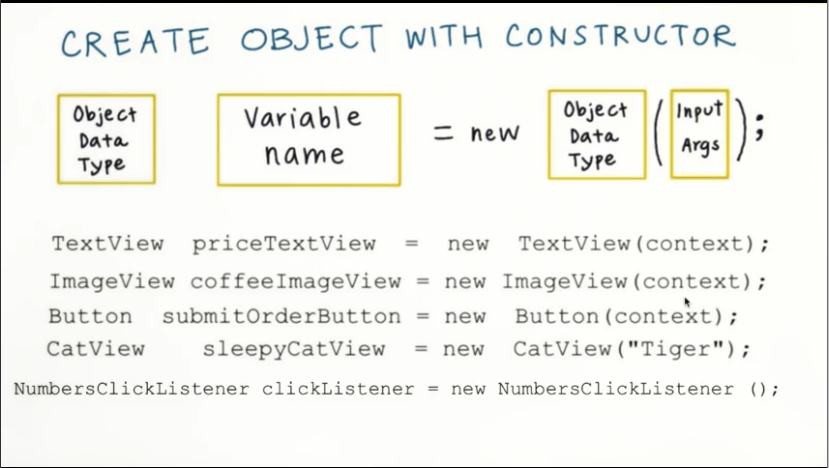 CREATE OBJECT WITH CONSTRUCTOR
Object Data Type Variable name = new Object Data Type (Input Args);
TextView priceTextView = new TextView(context);
ImageView coffeeImageView = new ImageView(context);
Button submitOrderButton = new Button(context);
CatView sleepyCatView = new CatView("Tiger");
NumbersClickListener clickListener = new NumbersClickListener ();